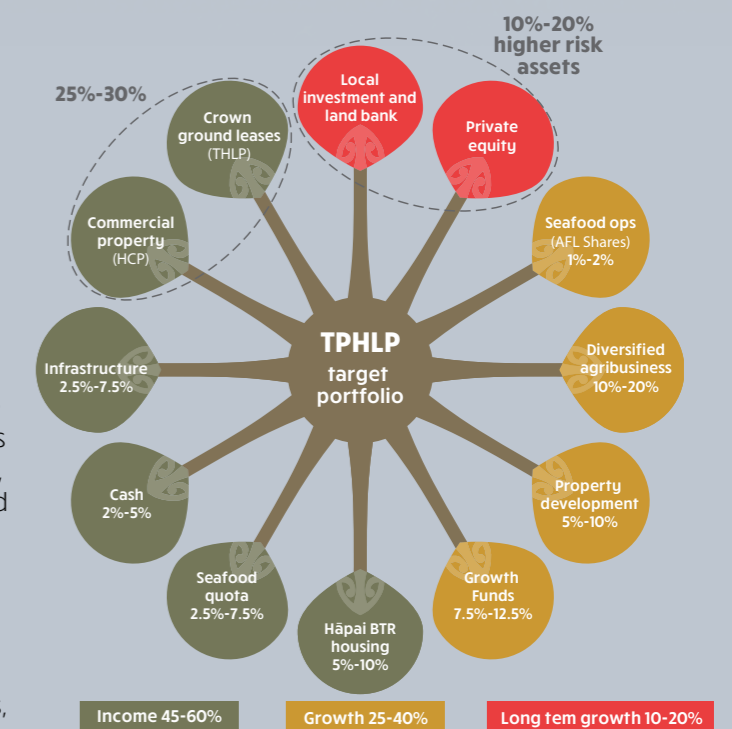 10%-20%
higher risk
assets
25%-30%
Local
investment and
land bank
Private
equity
Crown
ground leases
(THLP)
Seafood ops
(AFL Shares)
1%-2%
Commercial
property
(HCP)
Diversified
agribusiness
10%-20%
Infrastructure
2.5%-7.5%
TPHLP
target
portfolio
Property
development
5%-10%
Cash
2%-5%
Growth
Funds
7.5%-12.5%
Seafood
quota
2.5%-7.5%
Hāpai BTR
housing
5%-10%
Income 45-60%
Growth 25-40%
Long tem growth 10-20%